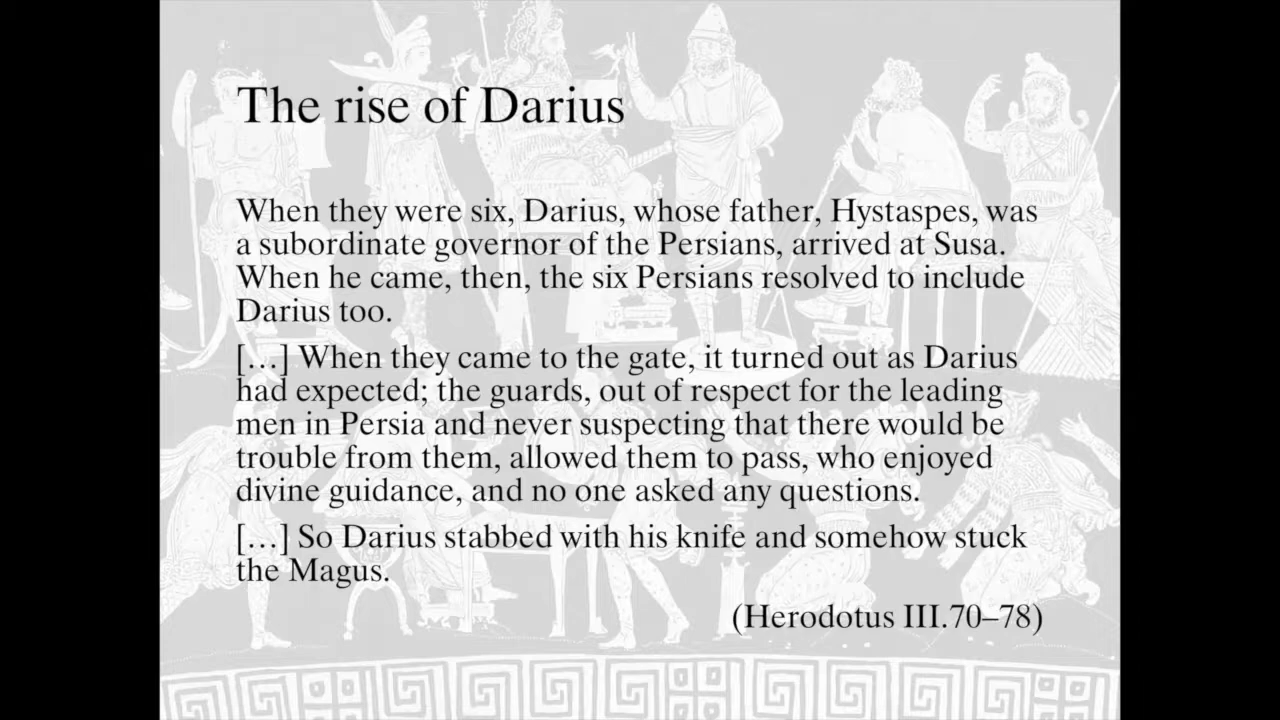 The rise of Darius
When they were six, Darius, whose father, Hystaspes, was
a subordinate governor of the Persians, arrived at Susa.
When he came, then, the six Persians resolved to include
Darius too.
[…] When they came to the gate, it turned out as Darius
had expected; the guards, out of respect for the leading
men in Persia and never suspecting that there would be
trouble from them, allowed them to pass, who enjoyed
divine guidance, and no one asked any questions.
[…] So Darius stabbed with his knife and somehow stuck
the Magus.
(Herodotus III.70–78)